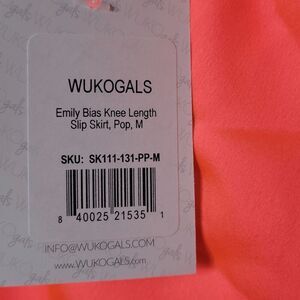 WUKOGALS
Emily Bias Knee Length
Slip Skirt, Pop, M
SKU: SK111-131-PP-M
8 40025 21535 1
INFO@WUKOGALS.COM
www.WUKOGALS.com